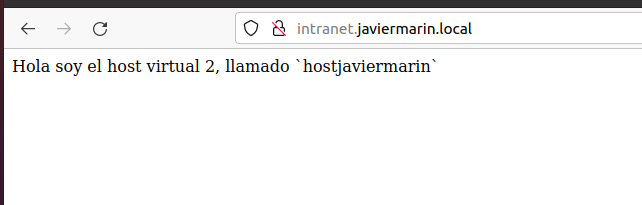 intranet.javiermarin.local
Hola soy el host virtual 2, llamado `hostjaviermarin`